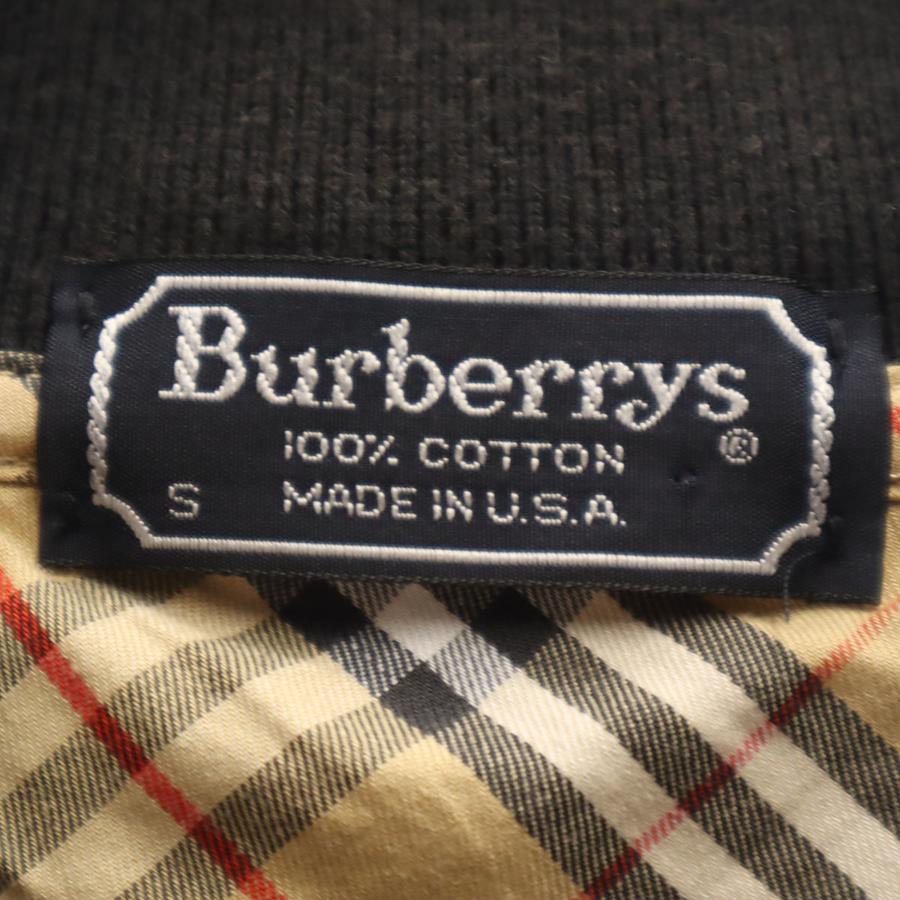 Burberrys ®
100% COTTON
S MADE IN U.S.A.